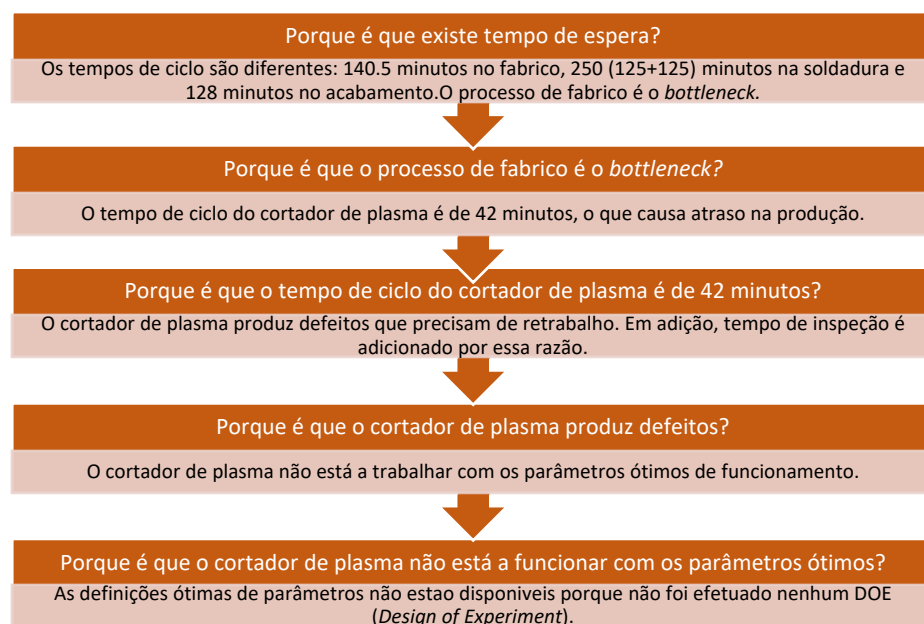 Porque é que existe tempo de espera?
Os tempos de ciclo são diferentes: 140.5 minutos no fabrico, 250 (125+125) minutos na soldadura e
128 minutos no acabamento.O processo de fabrico é o bottleneck.
Porque é que o processo de fabrico é o bottleneck?
O tempo de ciclo do cortador de plasma é de 42 minutos, o que causa atraso na produção.
Porque é que o tempo de ciclo do cortador de plasma é de 42 minutos?
O cortador de plasma produz defeitos que precisam de retrabalho. Em adição, tempo de inspeção é
adicionado por essa razão.
Porque é que o cortador de plasma produz defeitos?
O cortador de plasma não está a trabalhar com os parâmetros ótimos de funcionamento.
Porque é que o cortador de plasma não está a funcionar com os parâmetros ótimos?
As definições ótimas de parâmetros não estao disponiveis porque não foi efetuado nenhum DOE
(Design of Experiment).